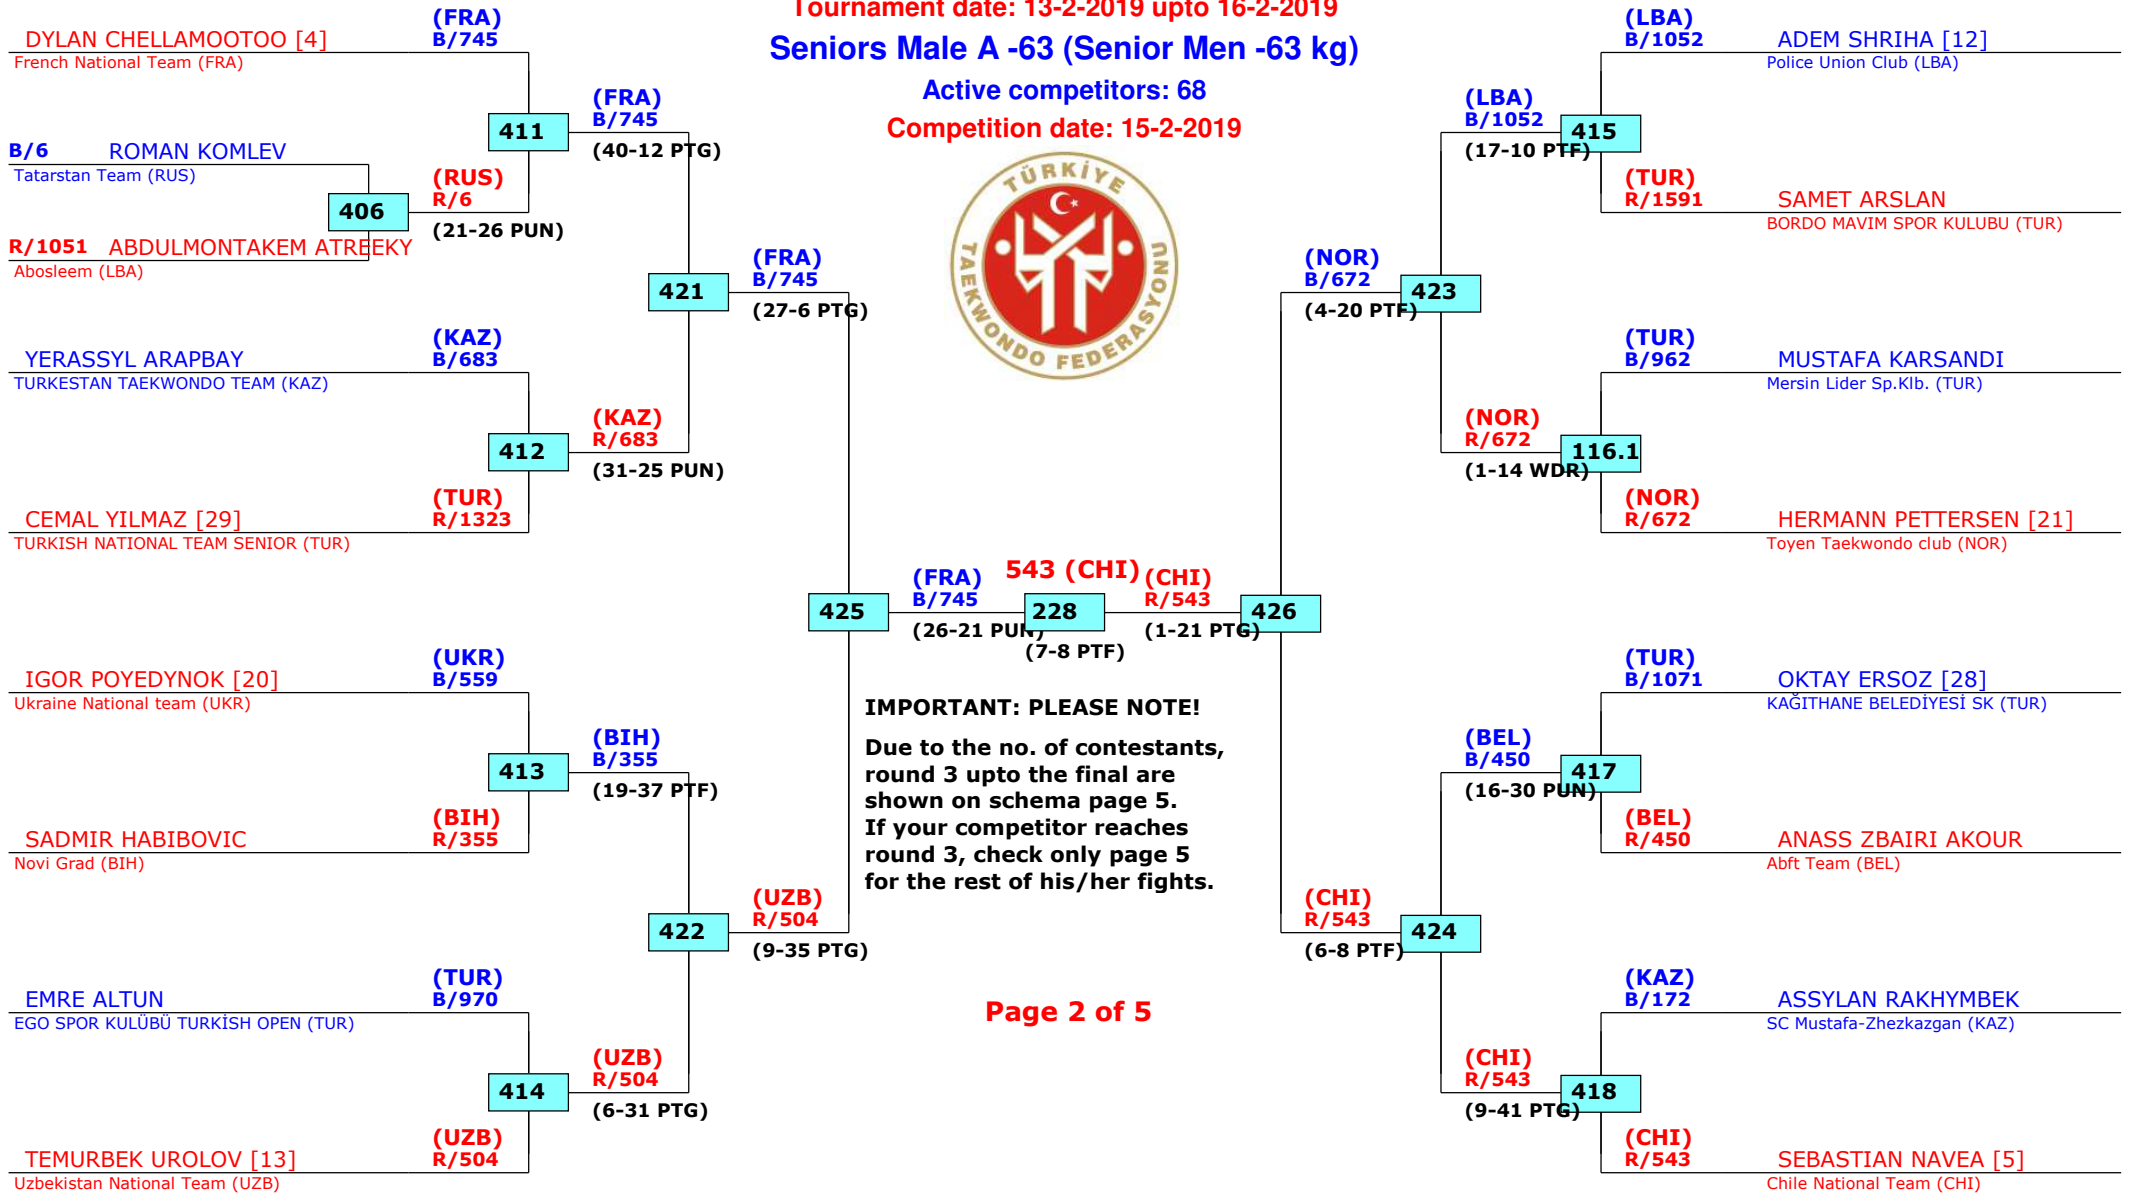 Tournament date: 13-2-2019 upto 16-2-2019
Seniors Male A -63 (Senior Men -63 kg)
Active competitors: 68
Competition date: 15-2-2019
TÜRKİYE
TAEKWONDO FEDERASYONU
(FRA)
B/745
DYLAN CHELLAMOOTOO [4]
French National Team (FRA)
411
(FRA)
B/745
(40-12 PTG)
B/6
ROMAN KOMLEV
Tatarstan Team (RUS)
406
(RUS)
R/6
(21-26 PUN)
R/1051 ABDULMONTAKEM ATREEKY
Abosleem (LBA)
421
(FRA)
B/745
(27-6 PTG)
(KAZ)
B/683
YERASSYL ARAPBAY
TURKESTAN TAEKWONDO TEAM (KAZ)
412
(KAZ)
R/683
(31-25 PUN)
(TUR)
R/1323
CEMAL YILMAZ [29]
TURKISH NATIONAL TEAM SENIOR (TUR)
425
(FRA)
B/745
(26-21 PUN)
543 (CHI)
228
(7-8 PTF)
(CHI)
R/543
(1-21 PTG)
426
(UKR)
B/559
IGOR POYEDYNOK [20]
Ukraine National team (UKR)
413
(BIH)
B/355
(19-37 PTF)
(BIH)
R/355
SADMIR HABIBOVIC
Novi Grad (BIH)
422
(UZB)
R/504
(9-35 PTG)
(TUR)
B/970
EMRE ALTUN
EGO SPOR KULÜBÜ TURKİSH OPEN (TUR)
414
(UZB)
R/504
(6-31 PTG)
(UZB)
R/504
TEMURBEK UROLOV [13]
Uzbekistan National Team (UZB)
IMPORTANT: PLEASE NOTE!
Due to the no. of contestants,
round 3 upto the final are
shown on schema page 5.
If your competitor reaches
round 3, check only page 5
for the rest of his/her fights.
Page 2 of 5
(LBA)
B/1052
ADEM SHRIHA [12]
Police Union Club (LBA)
(LBA)
B/1052
(17-10 PTF)
415
(TUR)
R/1591
SAMET ARSLAN
BORDO MAVIM SPOR KULUBU (TUR)
(NOR)
B/672
(4-20 PTF)
423
(TUR)
B/962
MUSTAFA KARSANDI
Mersin Lider Sp.Klb. (TUR)
(NOR)
R/672
(1-14 WDR)
116.1
(NOR)
R/672
HERMANN PETTERSEN [21]
Toyen Taekwondo club (NOR)
(TUR)
B/1071
OKTAY ERSOZ [28]
KAĞITHANE BELEDİYESİ SK (TUR)
(BEL)
B/450
(16-30 PUN)
417
(BEL)
R/450
ANASS ZBAIRI AKOUR
Abft Team (BEL)
(CHI)
R/543
(6-8 PTF)
424
(KAZ)
B/172
ASSYLAN RAKHYMBEK
SC Mustafa-Zhezkazgan (KAZ)
(CHI)
R/543
(9-41 PTG)
418
(CHI)
R/543
SEBASTIAN NAVEA [5]
Chile National Team (CHI)